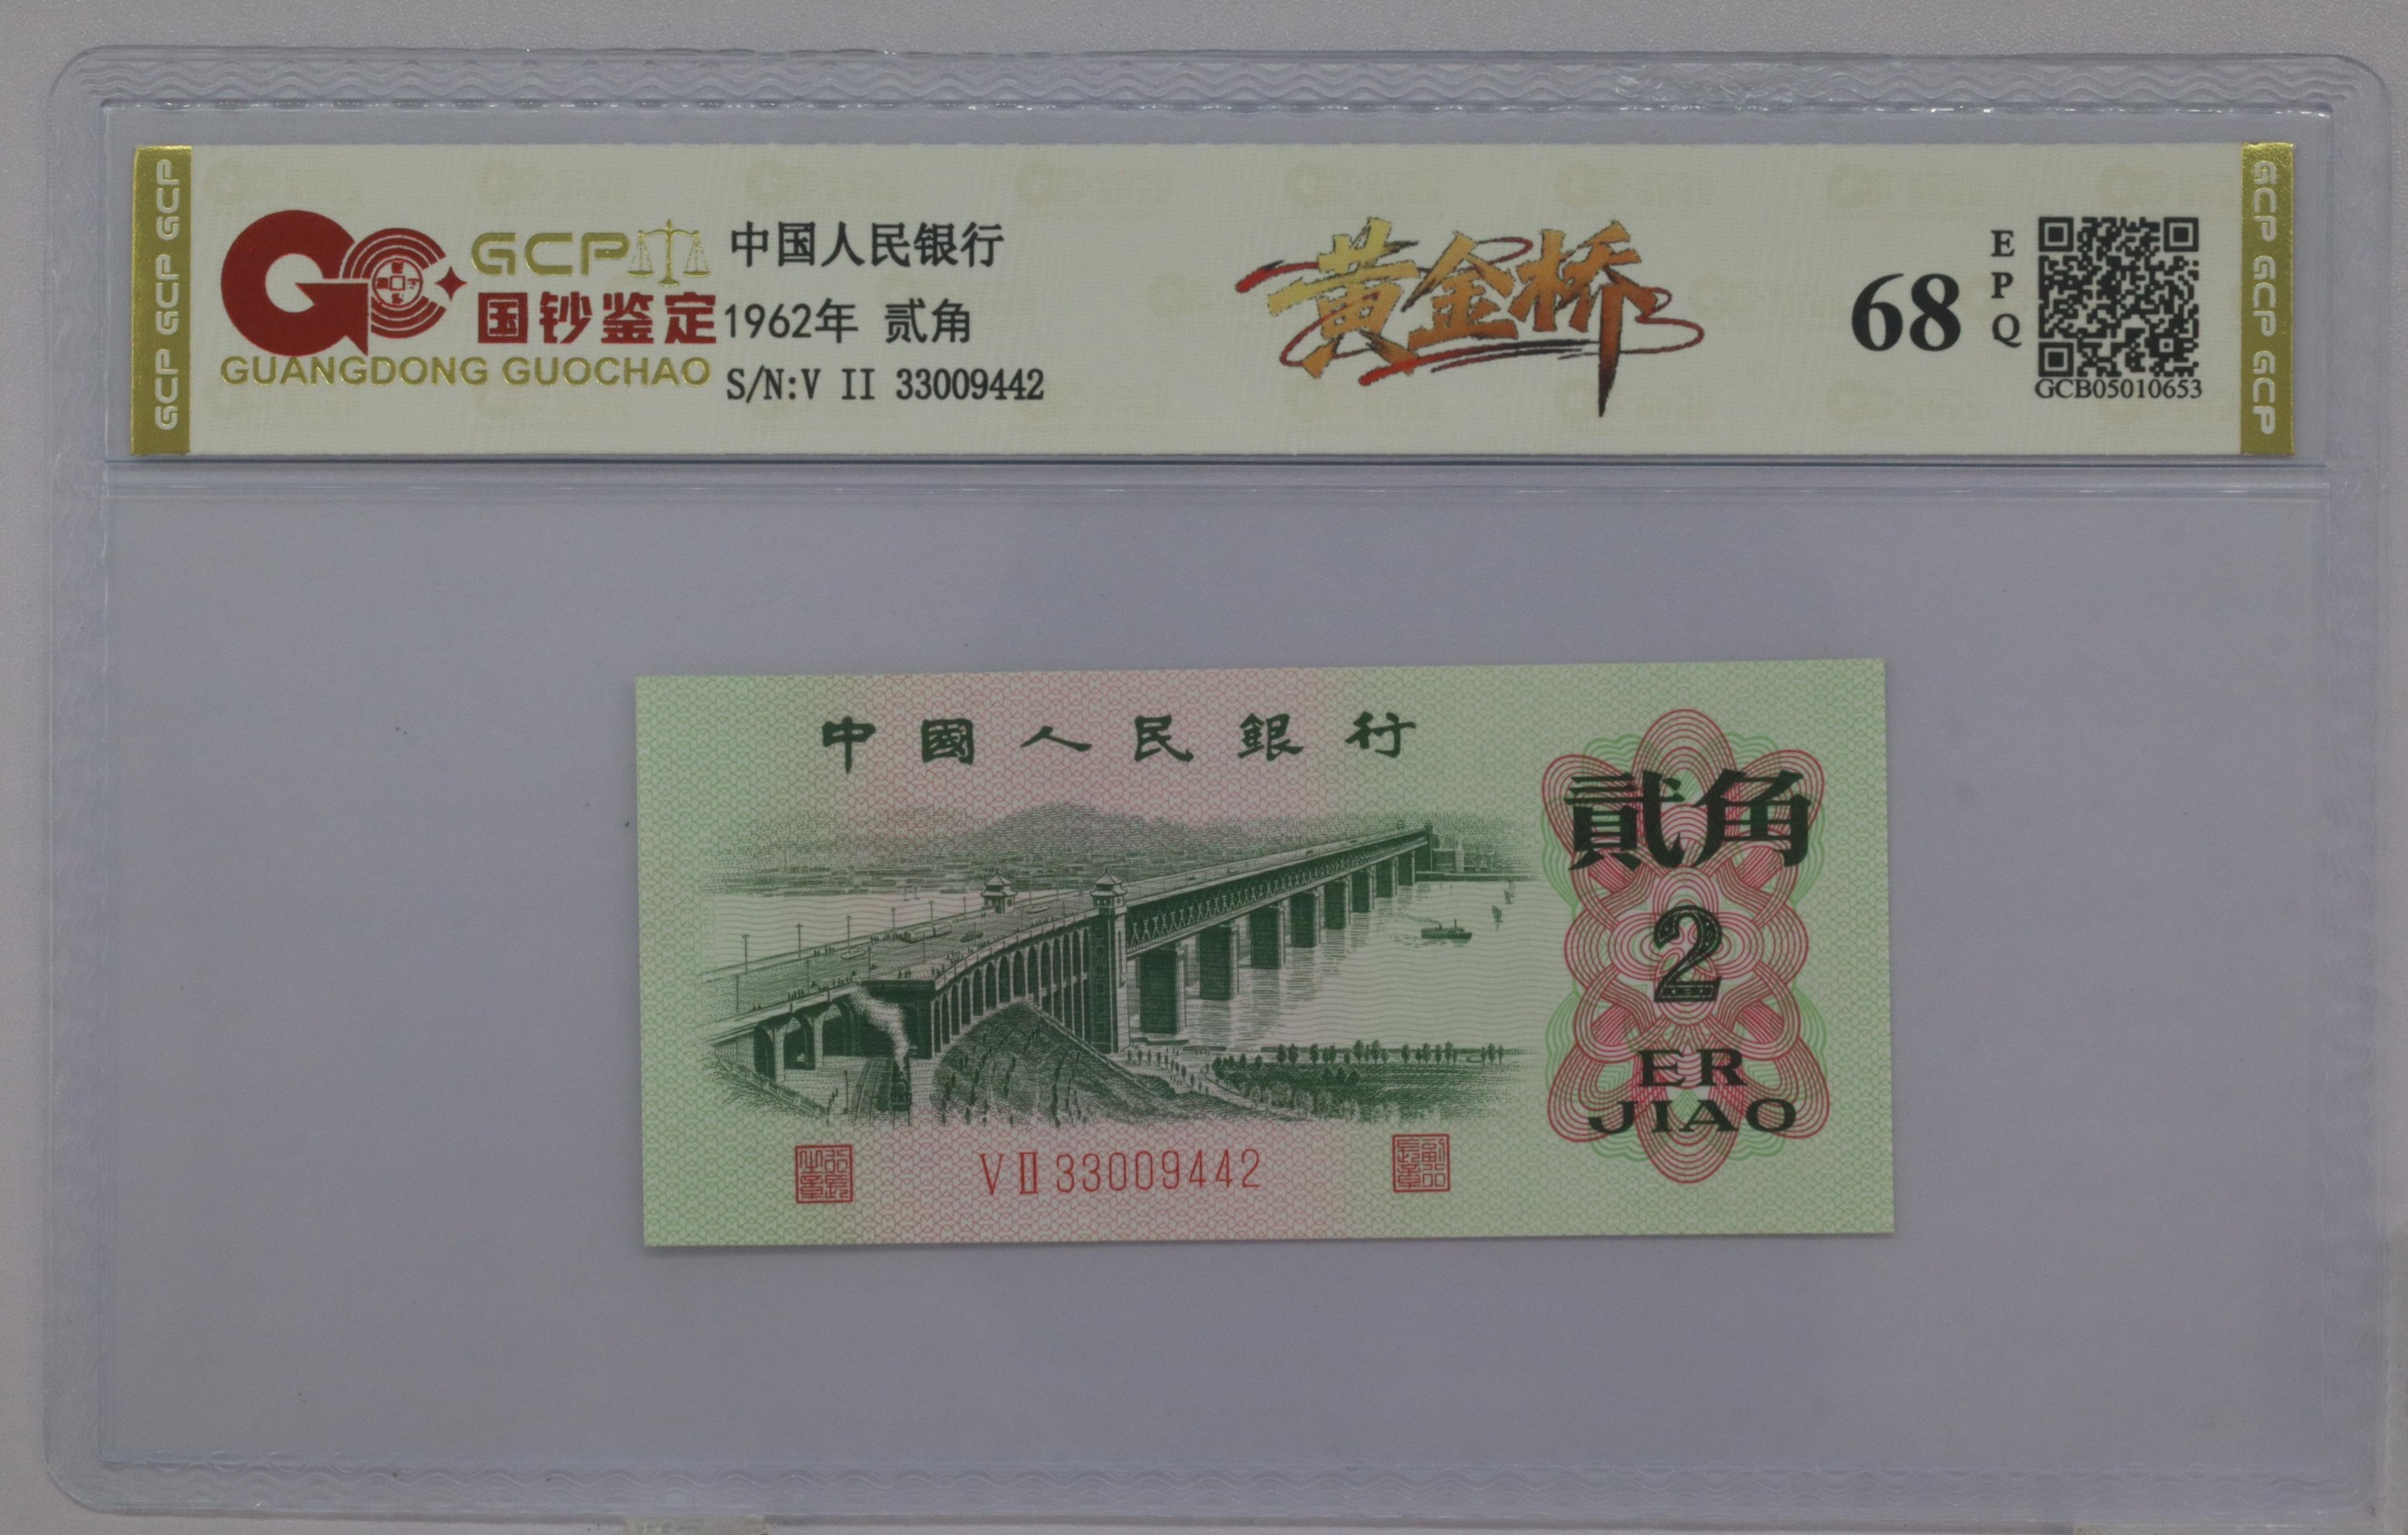 GCP GCP GCP
GCP
国钞鉴定
GUANGDONG GUOCHAO
中国人民银行
1962年 贰角
S/N:V II 33009442
黄金桥
68
EPQ
GCB05010653
GCP GCP GCP
中國人民銀行
貳角
2
ER
JIAO
V II 33009442